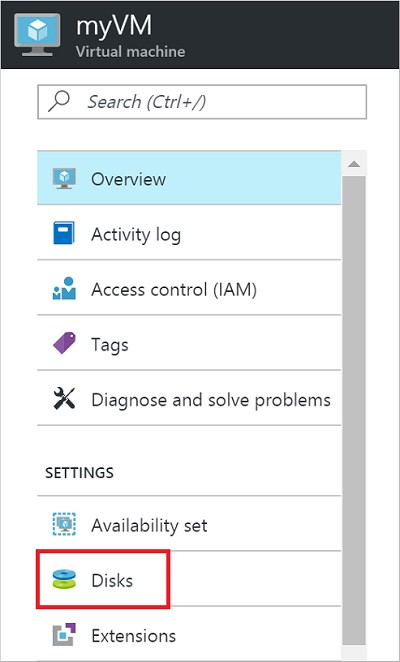 myVM
Virtual machine
Search (Ctrl+/)
Overview
Activity log
Access control (IAM)
Tags
Diagnose and solve problems
SETTINGS
Availability set
Disks
Extensions